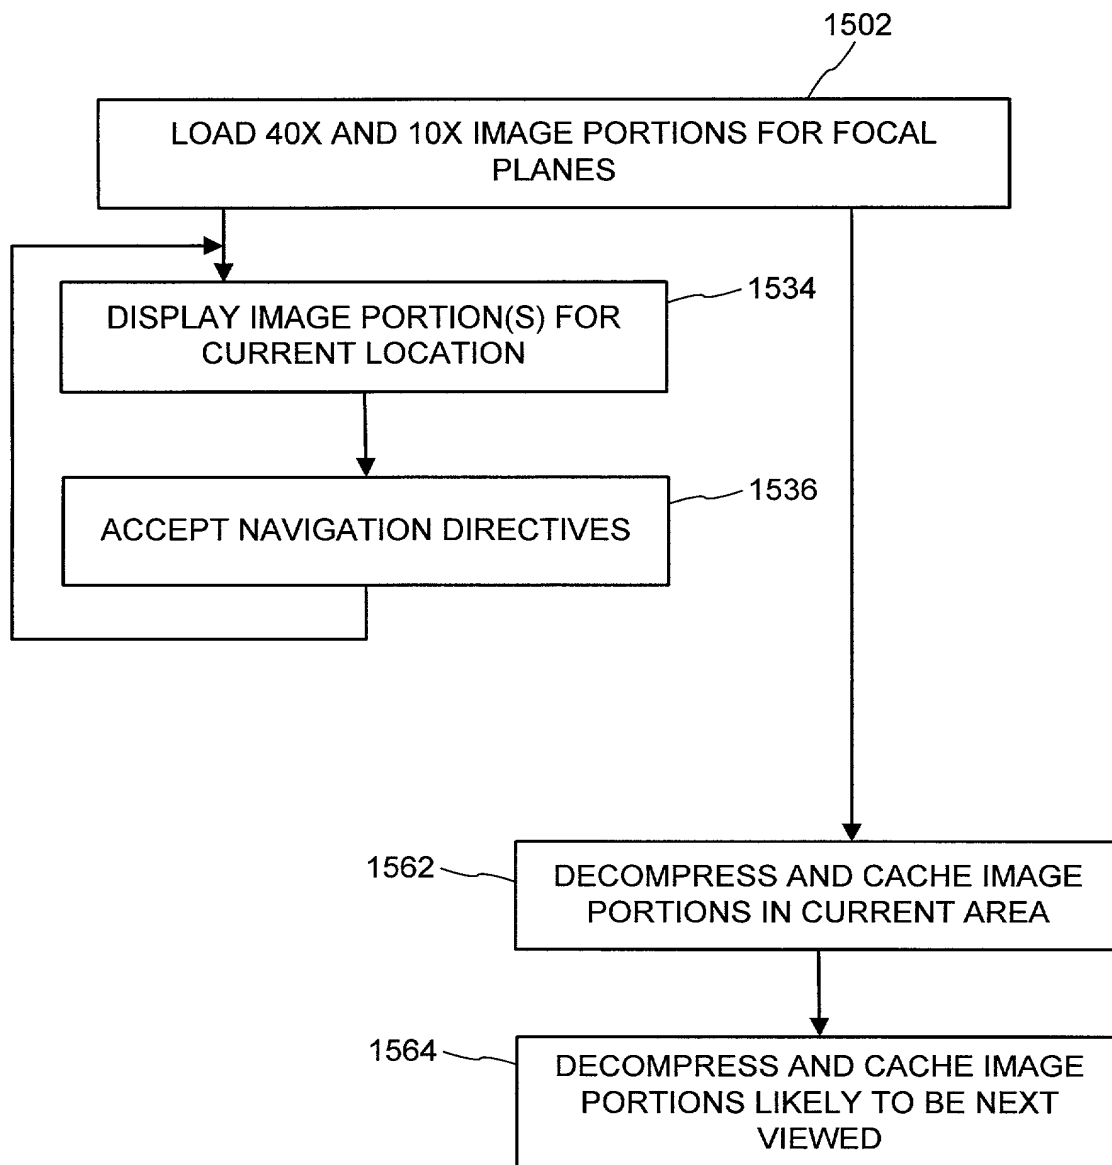 1502
LOAD 40X AND 10X IMAGE PORTIONS FOR FOCAL
PLANES
1534
DISPLAY IMAGE PORTION(S) FOR
CURRENT LOCATION
1536
ACCEPT NAVIGATION DIRECTIVES
1562
DECOMPRESS AND CACHE IMAGE
PORTIONS IN CURRENT AREA
1564
DECOMPRESS AND CACHE IMAGE
PORTIONS LIKELY TO BE NEXT
VIEWED